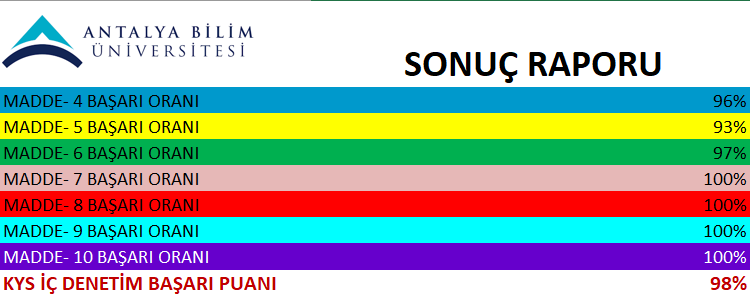 ANTALYA BİLİM
ÜNİVERSİTESİ
SONUÇ RAPORU
MADDE- 4 BAŞARI ORANI 96%
MADDE- 5 BAŞARI ORANI 93%
MADDE- 6 BAŞARI ORANI 97%
MADDE- 7 BAŞARI ORANI 100%
MADDE- 8 BAŞARI ORANI 100%
MADDE- 9 BAŞARI ORANI 100%
MADDE- 10 BAŞARI ORANI 100%
KYS İÇ DENETİM BAŞARI PUANI 98%